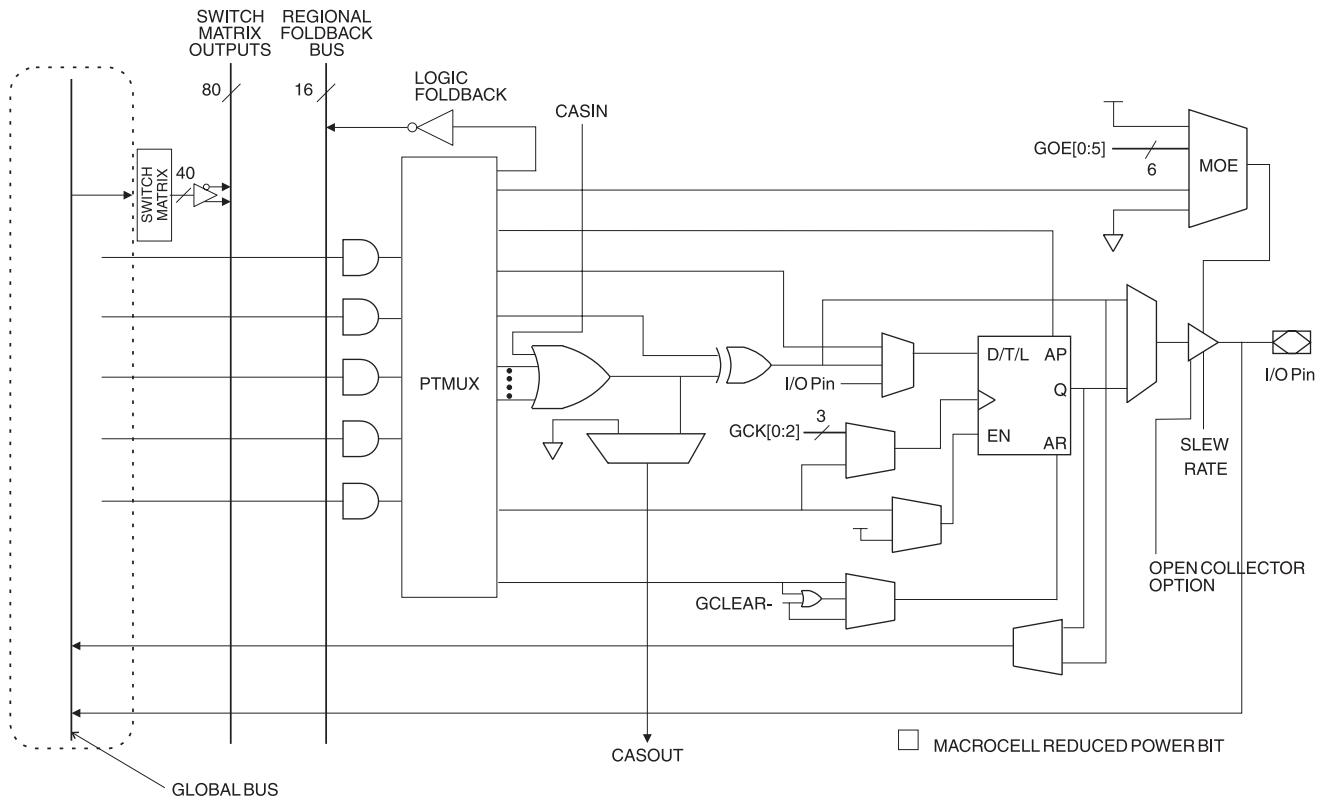 SWITCH
MATRIX
OUTPUTS
REGIONAL
FOLDBACK
BUS
80
16
LOGIC
FOLDBACK
CASIN
GOE[0:5]
6
MOE
SWITCH
MATRIX
40
PTMUX
I/O Pin
D/T/L
AP
Q
EN
AR
I/O Pin
GCK[0:2]
3
SLEW
RATE
OPEN COLLECTOR
OPTION
GCLEAR-
CASOUT
MACROCELL REDUCED POWER BIT
GLOBAL BUS